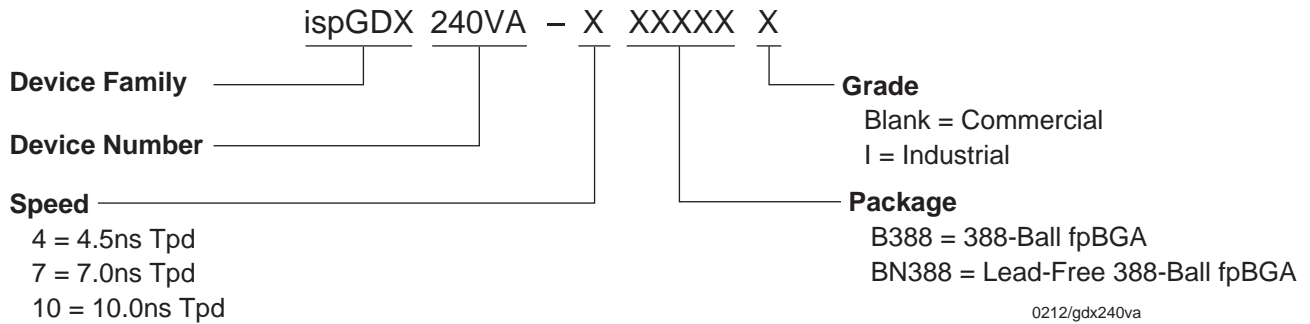 ispGDX 240VA – X XXXXX X
Device Family
Device Number
Speed
4 = 4.5ns Tpd
7 = 7.0ns Tpd
10 = 10.0ns Tpd
Grade
Blank = Commercial
I = Industrial
Package
B388 = 388-Ball fpBGA
BN388 = Lead-Free 388-Ball fpBGA
0212/gdx240va